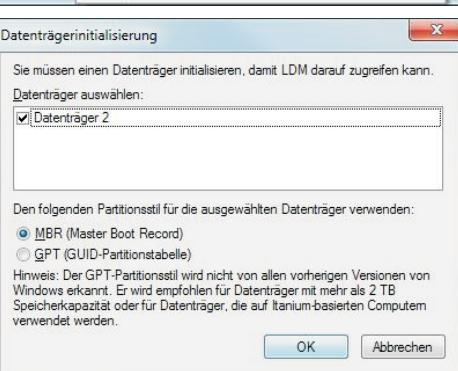 Datenträgerinitialisierung
Sie müssen einen Datenträger initialisieren, damit LDM darauf zugreifen kann.
Datenträger auswählen:
Datenträger 2
Den folgenden Partitionsstil für die ausgewählten Datenträger verwenden:
MBR (Master Boot Record)
GPT (GUID-Partitionstabelle)
Hinweis: Der GPT-Partitionsstil wird nicht von allen vorherigen Versionen von
Windows erkannt. Er wird empfohlen für Datenträger mit mehr als 2 TB
Speicherkapazität oder für Datenträger, die auf Itanium-basierten Computern
verwendet werden.
OK Abbrechen